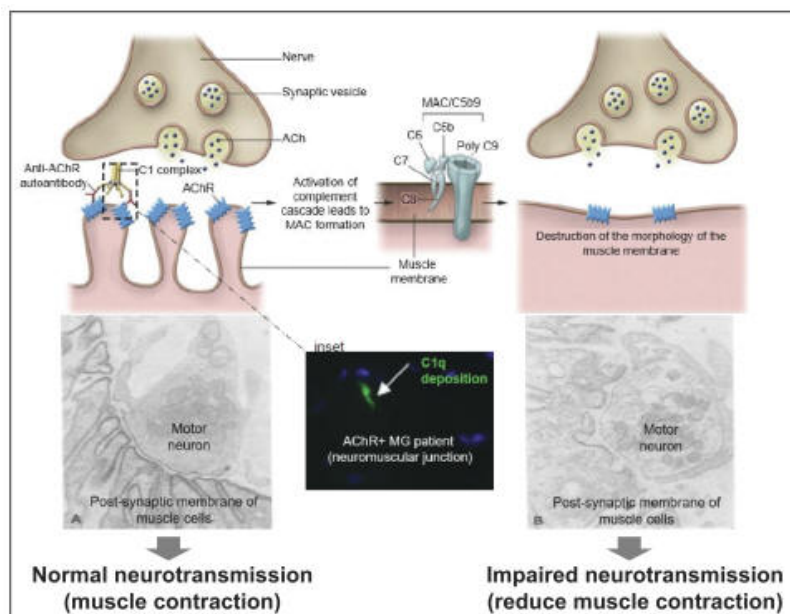 Nerve
Synaptic vesicle
ACh
Anti-AChR
autoantibody
C1 complex+
AChR
Activation of
complement
cascade leads to
MAC formation
MAC/C5b9
C6
C5b
Poly C9
C7
C8
Muscle
membrane
Destruction of the morphology of the
muscle membrane
inset
C1q
deposition
AChR+ MG patient
(neuromuscular junction)
Motor
neuron
Post-synaptic membrane of
muscle cells
A
Motor
neuron
Post-synaptic membrane of
muscle cells
B
Normal neurotransmission
(muscle contraction)
Impaired neurotransmission
(reduce muscle contraction)